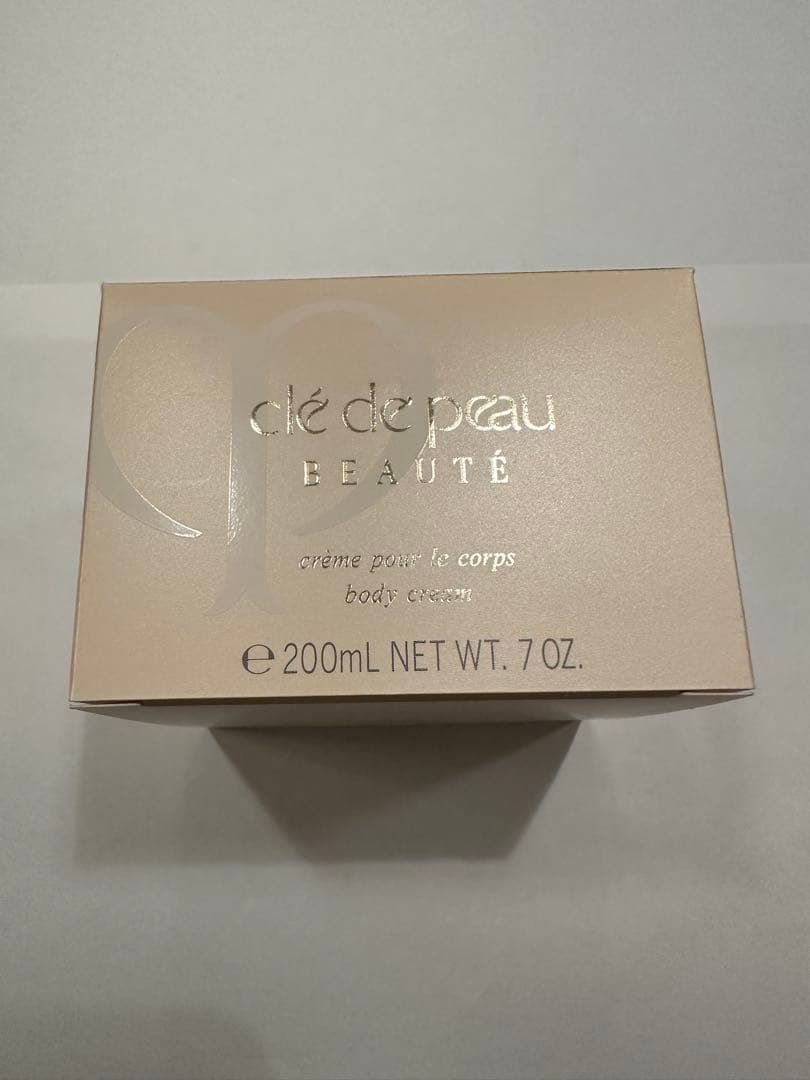 clé de peau
BEAUTÉ
crème pour le corps
body cream
℮ 200mL NET WT. 7 OZ.